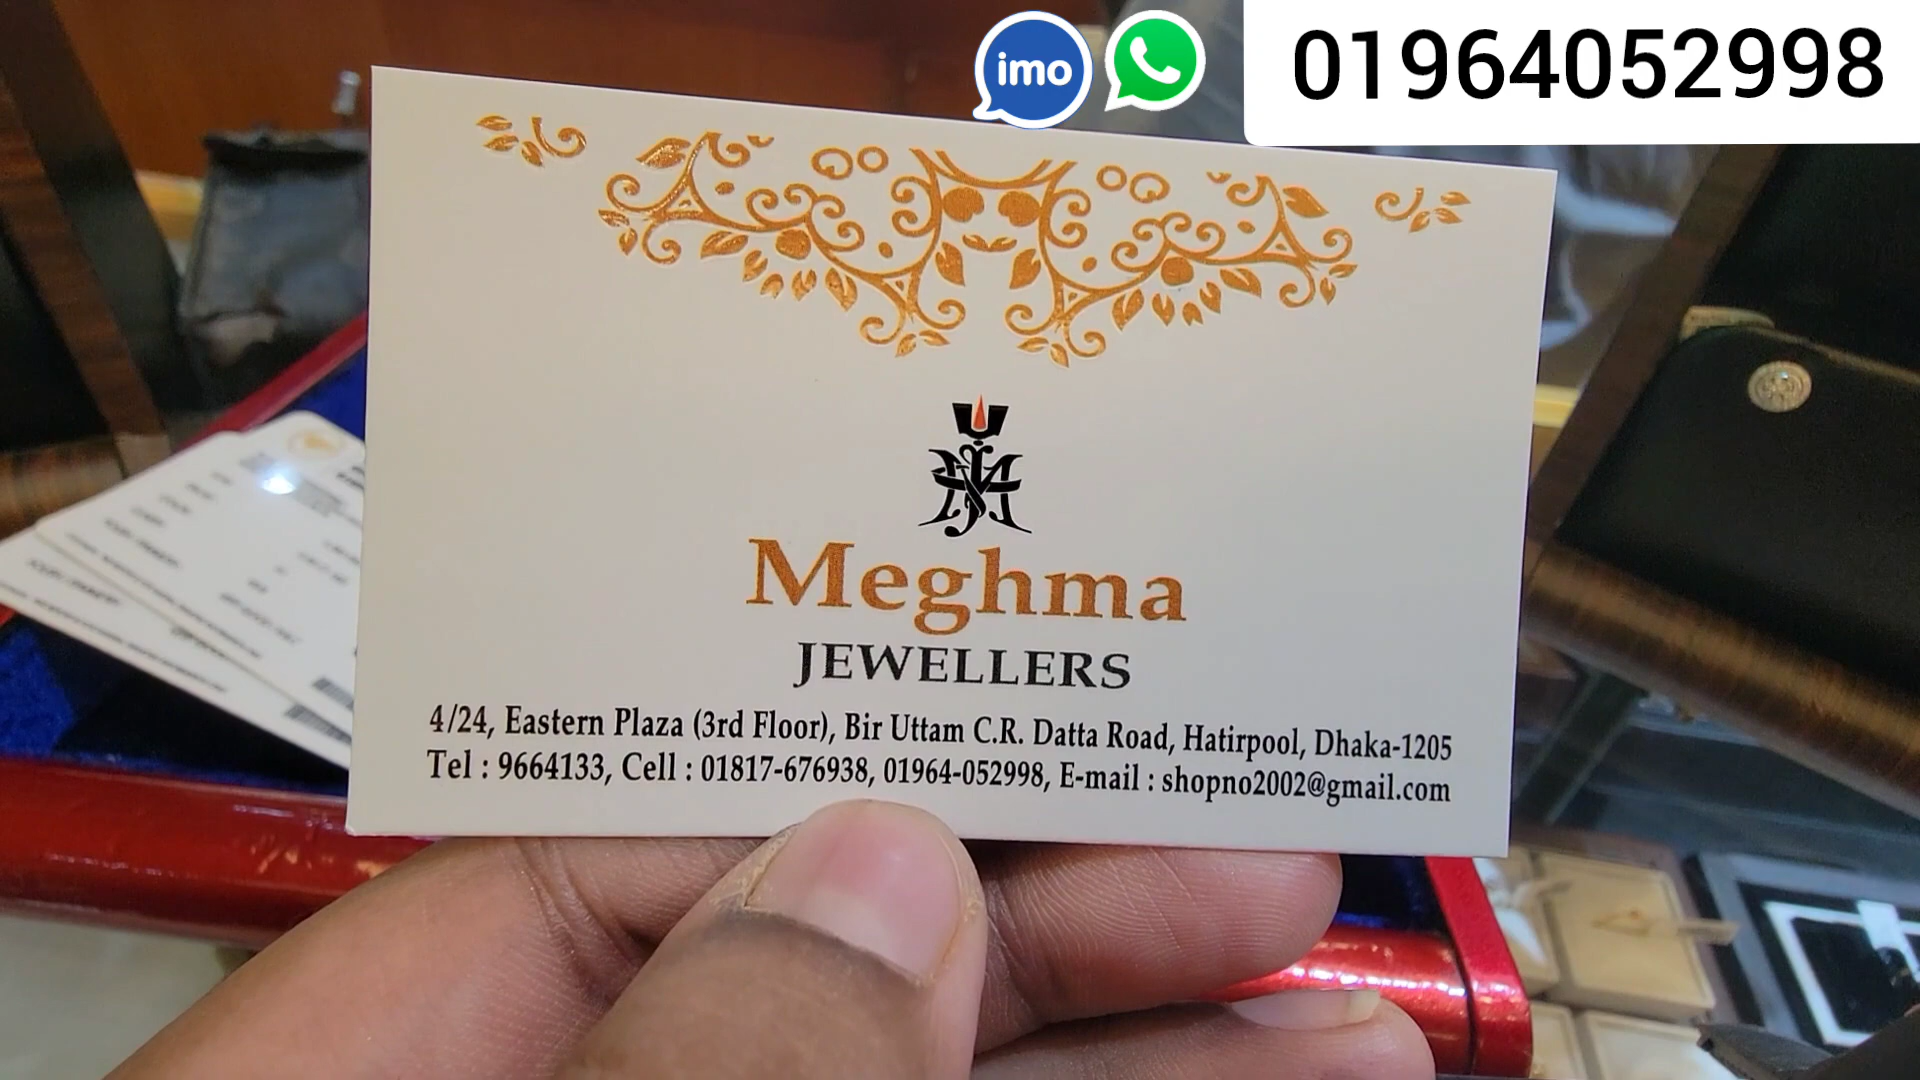 imo
01964052998
Meghma
JEWELLERS
4/24, Eastern Plaza (3rd Floor), Bir Uttam C.R. Datta Road, Hatirpool, Dhaka-1205
Tel : 9664133, Cell : 01817-676938, 01964-052998, E-mail : shopno2002@gmail.com